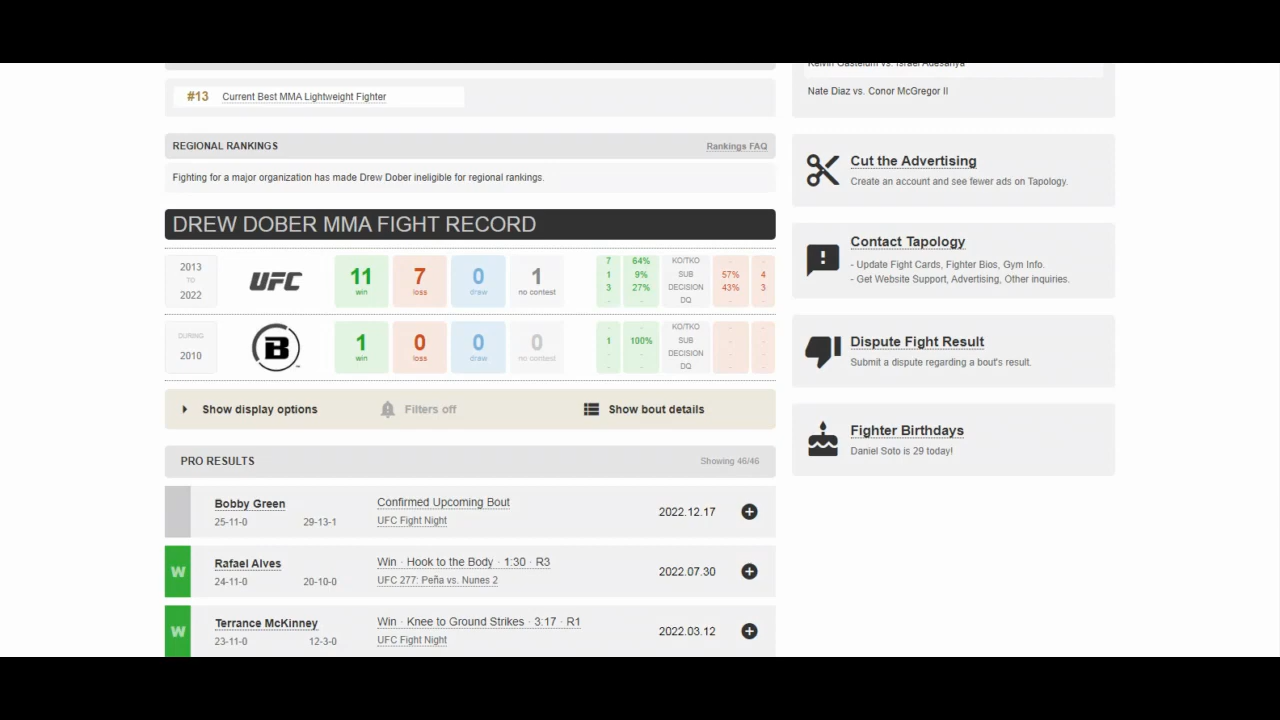 Kelvin Gastelum vs. Israel Adesanya
#13 Current Best MMA Lightweight Fighter
Nate Diaz vs. Conor McGregor II
REGIONAL RANKINGS Rankings FAQ
Fighting for a major organization has made Drew Dober ineligible for regional rankings.
Cut the Advertising
Create an account and see fewer ads on Tapology.
DREW DOBER MMA FIGHT RECORD
2013 TO 2022
UFC
11 win
7 loss
0 draw
1 no contest
7 64% KO/TKO - -
1 9% SUB 57% 4
3 27% DECISION 43% 3
- - DQ - -
Contact Tapology
- Update Fight Cards, Fighter Bios, Gym Info.
- Get Website Support, Advertising, Other inquiries.
DURING 2010
B
1 win
0 loss
0 draw
0 no contest
- - KO/TKO - -
1 100% SUB - -
- - DECISION - -
- - DQ - -
Dispute Fight Result
Submit a dispute regarding a bout's result.
Show display options Filters off Show bout details
Fighter Birthdays
Daniel Soto is 29 today!
PRO RESULTS Showing 46/46
Bobby Green Confirmed Upcoming Bout
25-11-0 29-13-1 UFC Fight Night 2022.12.17
W Rafael Alves Win · Hook to the Body · 1:30 · R3
24-11-0 20-10-0 UFC 277: Peña vs. Nunes 2 2022.07.30
W Terrance McKinney Win · Knee to Ground Strikes · 3:17 · R1
23-11-0 12-3-0 UFC Fight Night 2022.03.12